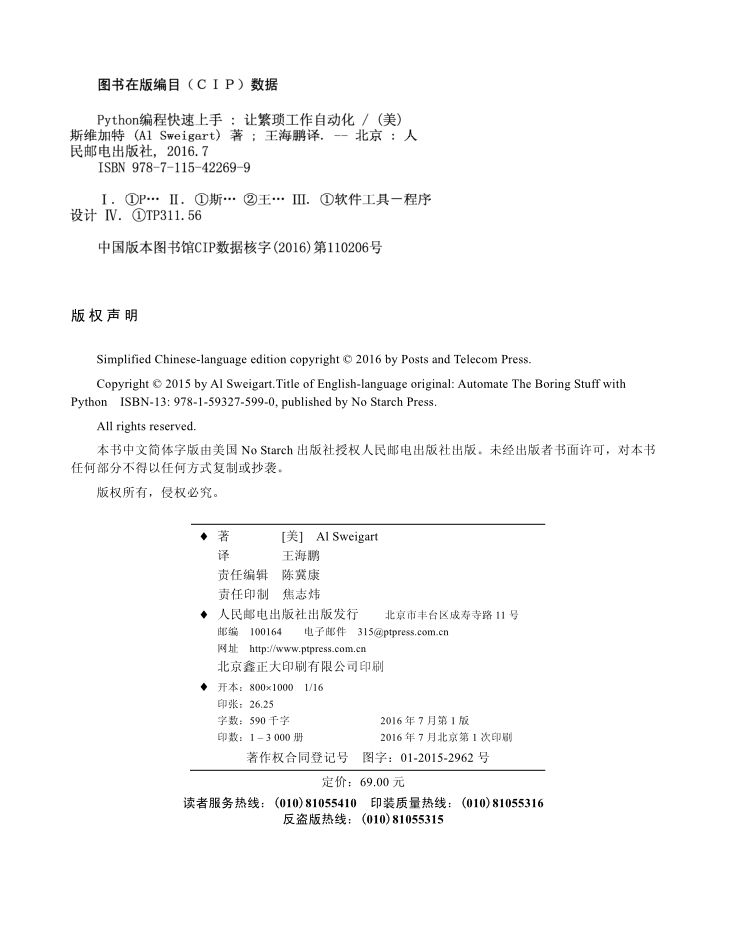 图书在版编目（ＣＩＰ）数据
Python编程快速上手 : 让繁琐工作自动化 / (美)
斯维加特 (Al Sweigart) 著 ; 王海鹏译. -- 北京 : 人
民邮电出版社, 2016.7
ISBN 978-7-115-42269-9
Ⅰ. ①P… Ⅱ. ①斯… ②王… Ⅲ. ①软件工具－程序
设计 Ⅳ. ①TP311.56
中国版本图书馆CIP数据核字(2016)第110206号
版权声明
Simplified Chinese-language edition copyright © 2016 by Posts and Telecom Press.
Copyright © 2015 by Al Sweigart.Title of English-language original: Automate The Boring Stuff with
Python ISBN-13: 978-1-59327-599-0, published by No Starch Press.
All rights reserved.
本书中文简体字版由美国 No Starch 出版社授权人民邮电出版社出版。未经出版者书面许可，对本书
任何部分不得以任何方式复制或抄袭。
版权所有，侵权必究。
♦ 著 [美] Al Sweigart
译 王海鹏
责任编辑 陈冀康
责任印制 焦志炜
♦ 人民邮电出版社出版发行 北京市丰台区成寿寺路 11 号
邮编 100164 电子邮件 315@ptpress.com.cn
网址 http://www.ptpress.com.cn
北京鑫正大印刷有限公司印刷
♦ 开本：800×1000 1/16
印张：26.25
字数：590 千字 2016 年 7 月第 1 版
印数：1 – 3 000 册 2016 年 7 月北京第 1 次印刷
著作权合同登记号 图字：01-2015-2962 号
定价：69.00 元
读者服务热线：(010)81055410 印装质量热线：(010)81055316
反盗版热线：(010)81055315